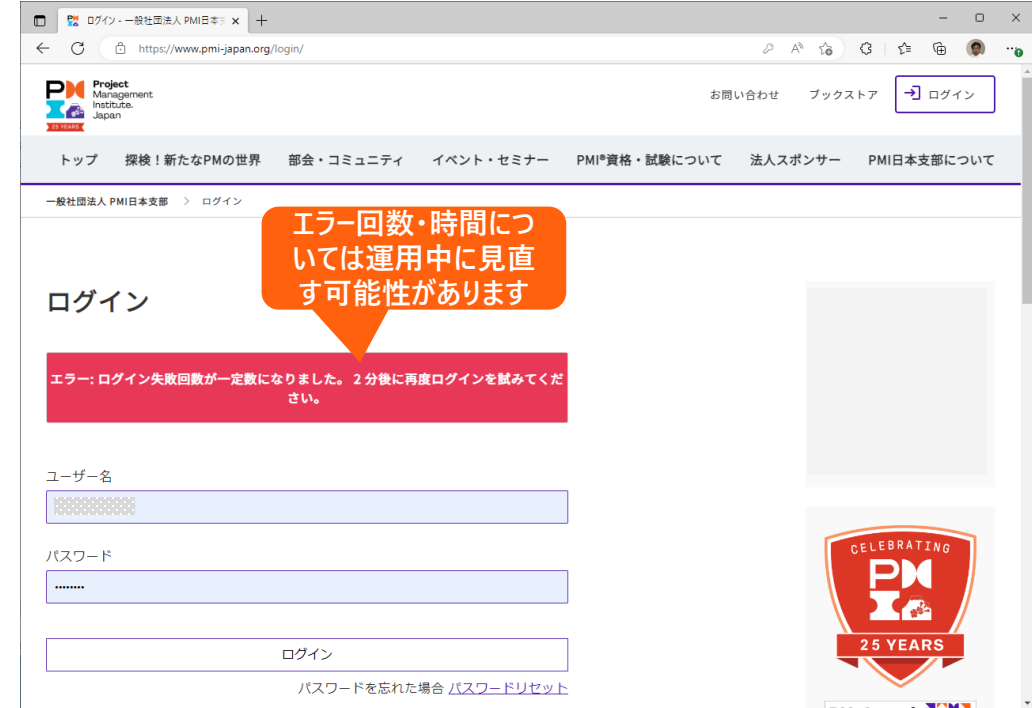 ログイン - 一般社団法人 PMI日本
https://www.pmi-japan.org/login/
Project
Management
Institute.
Japan
25 YEARS
お問い合わせ ブックストア ログイン
トップ 探検！新たなPMの世界 部会・コミュニティ イベント・セミナー PMI®資格・試験について 法人スポンサー PMI日本支部について
一般社団法人 PMI日本支部 > ログイン
エラー回数・時間につ
いては運用中に見直
す可能性があります
ログイン
エラー: ログイン失敗回数が一定数になりました。 2 分後に再度ログインを試みてくだ
さい。
ユーザー名
パスワード
ログイン
パスワードを忘れた場合 パスワードリセット
CELEBRATING
PMI
25 YEARS